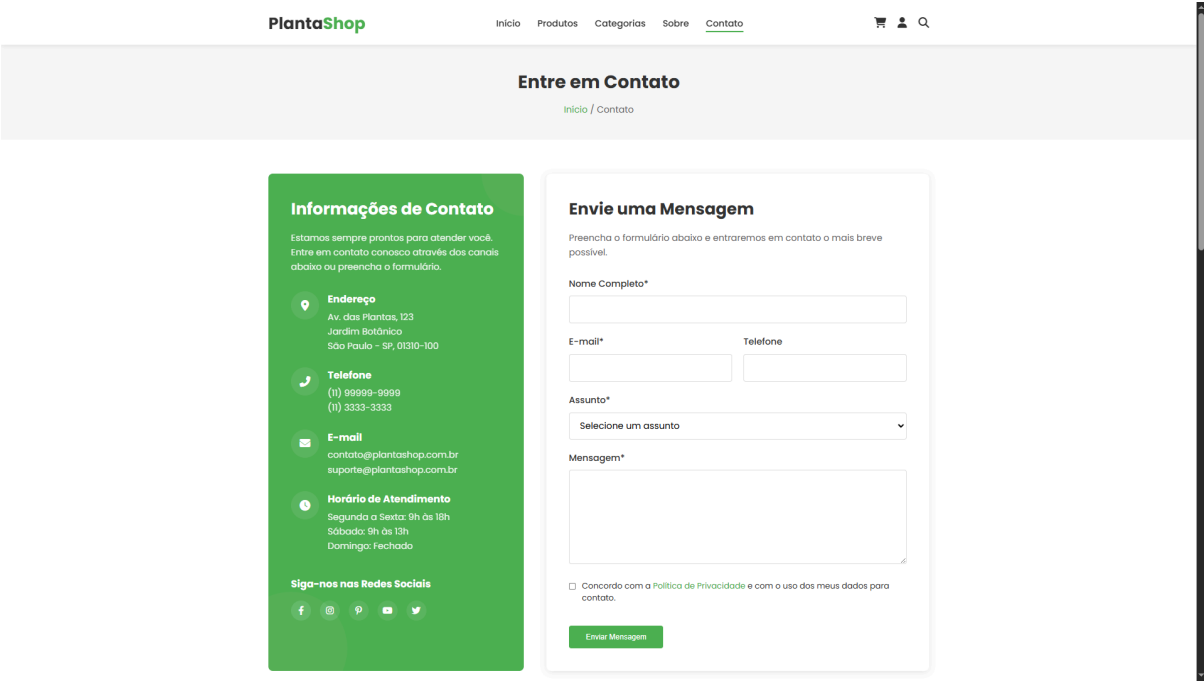 PlantaShop
Início Produtos Categorias Sobre Contato
Entre em Contato
Início / Contato
Informações de Contato
Estamos sempre prontos para atender você.
Entre em contato conosco através dos canais
abaixo ou preencha o formulário.
Endereço
Av. das Plantas, 123
Jardim Botânico
São Paulo - SP, 01310-100
Telefone
(11) 99999-9999
(11) 3333-3333
E-mail
contato@plantashop.com.br
suporte@plantashop.com.br
Horário de Atendimento
Segunda a Sexta: 9h às 18h
Sábado: 9h às 13h
Domingo: Fechado
Siga-nos nas Redes Sociais
Envie uma Mensagem
Preencha o formulário abaixo e entraremos em contato o mais breve
possível.
Nome Completo*
E-mail* Telefone
Assunto*
Selecione um assunto
Mensagem*
Concordo com a Política de Privacidade e com o uso dos meus dados para
contato.
Enviar Mensagem